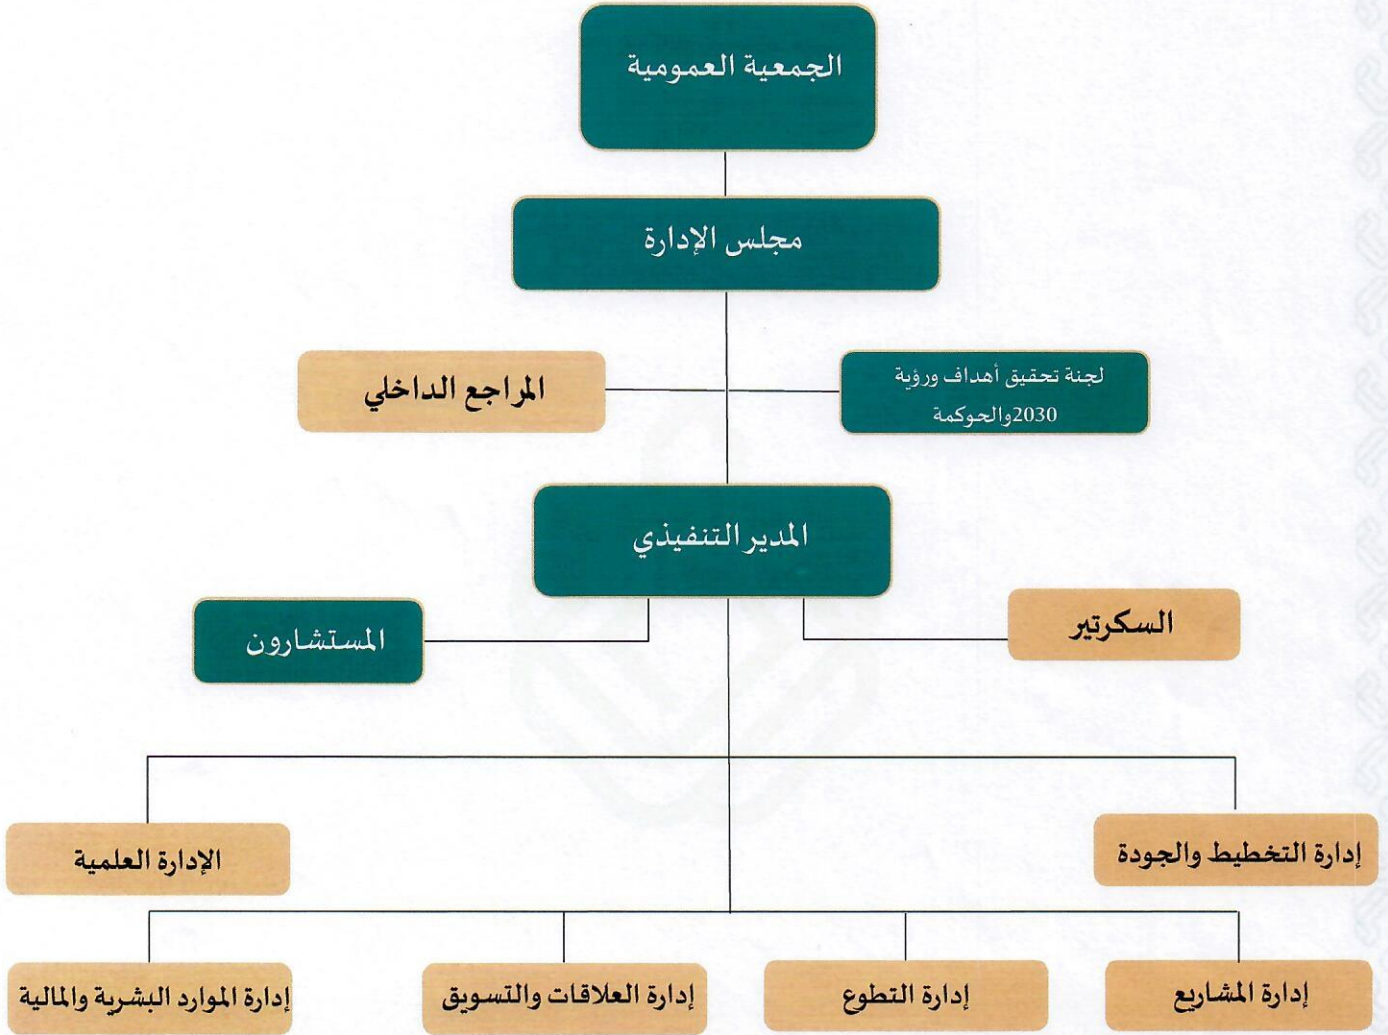 الجمعية العمومية
مجلس الإدارة
لجنة تحقيق أهداف ورؤية
2030والحوكمة
المراجع الداخلي
المدير التنفيذي
السكرتير
المستشارون
إدارة التخطيط والجودة
الإدارة العلمية
إدارة المشاريع
إدارة التطوع
إدارة العلاقات والتسويق
إدارة الموارد البشرية والمالية